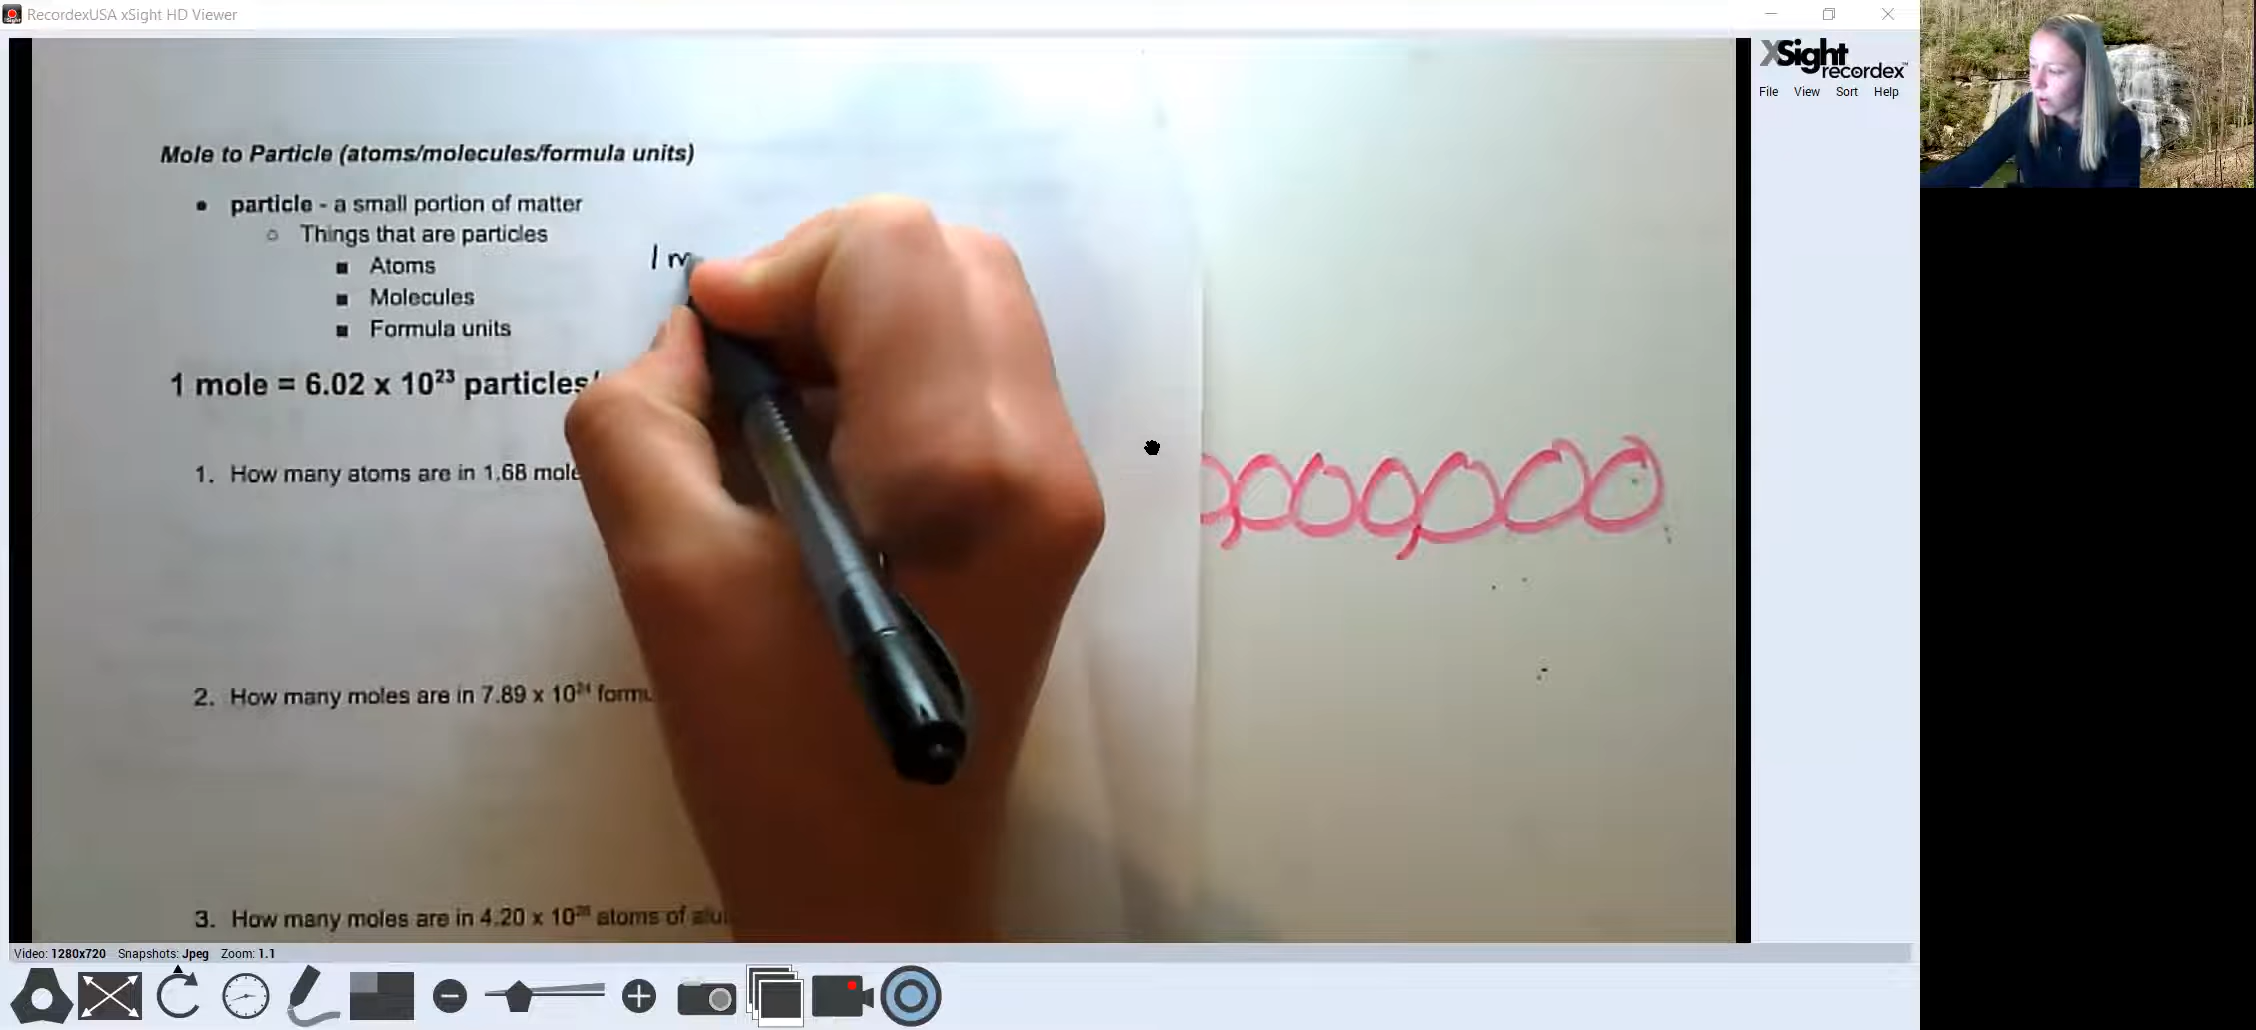 RecordexUSA xSight HD Viewer
XSight
recordex™
File View Sort Help
Mole to Particle (atoms/molecules/formula units)
• particle - a small portion of matter
○ Things that are particles
■ Atoms
■ Molecules
■ Formula units
1 m
1 mole = 6.02 x 10²³ particles/
1. How many atoms are in 1.68 mole
2. How many moles are in 7.89 x 10²⁴ formu
3. How many moles are in 4.20 x 10²⁸ atoms of alu
Video: 1280x720 Snapshots: Jpeg Zoom: 1.1